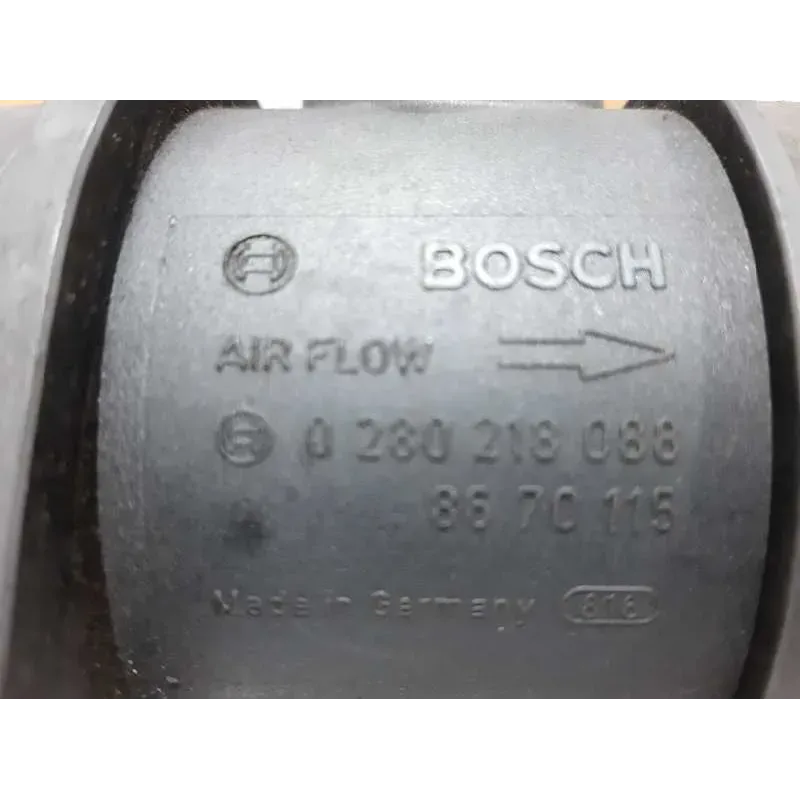 BOSCH
AIR FLOW
0 280 218 088
86 70 115
Made in Germany 616